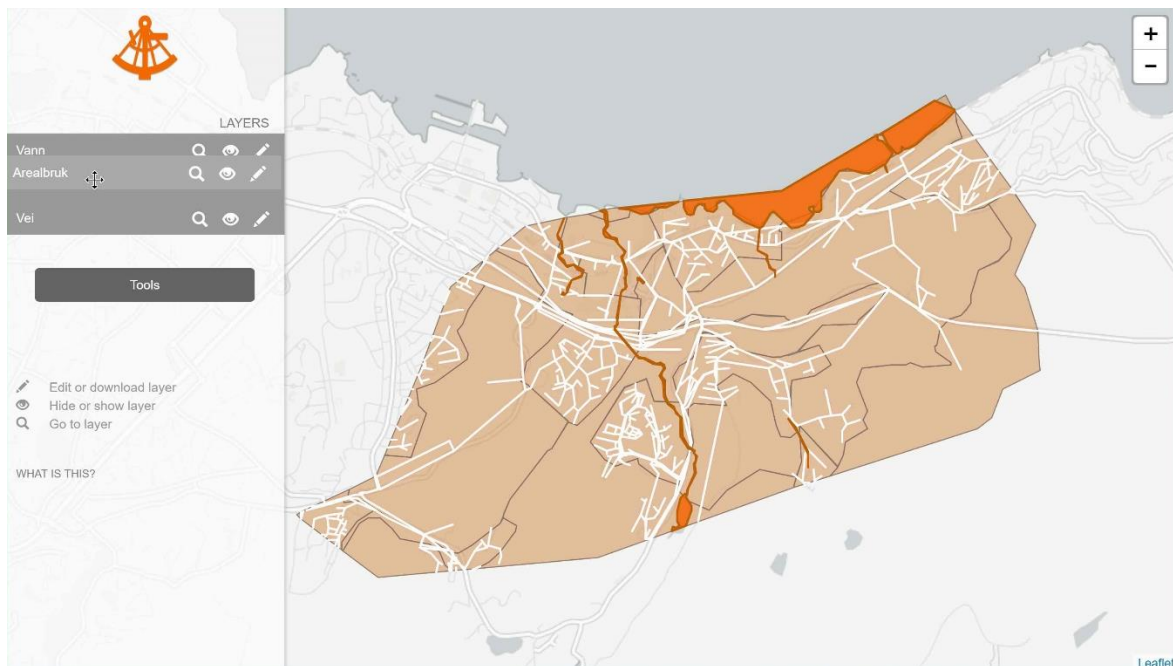 LAYERS
Vann
Arealbruk
Vei
Tools
Edit or download layer
Hide or show layer
Go to layer
WHAT IS THIS?
+
−
Leaflet